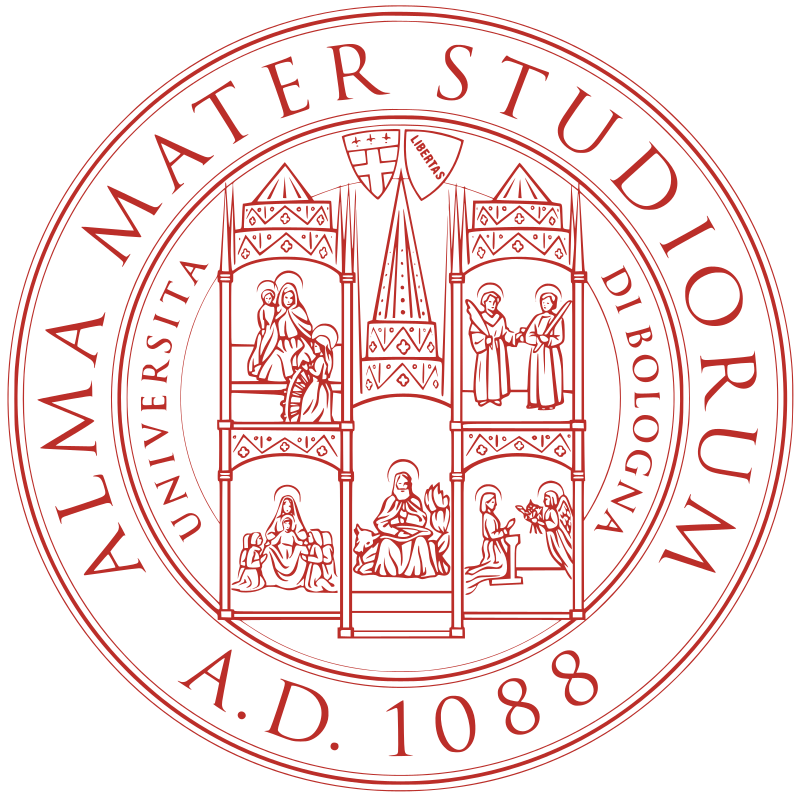 ALMA MATER STUDIORUM
A.D. 1088
UNIVERSITA
DI BOLOGNA
LIBERTAS